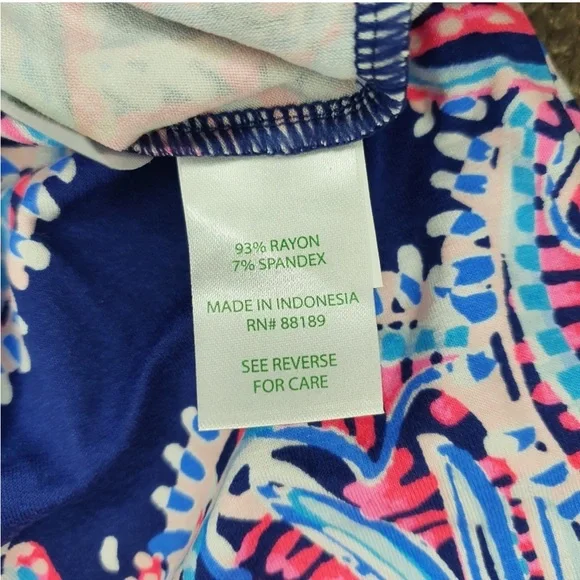 93% RAYON
7% SPANDEX
MADE IN INDONESIA
RN# 88189
SEE REVERSE
FOR CARE